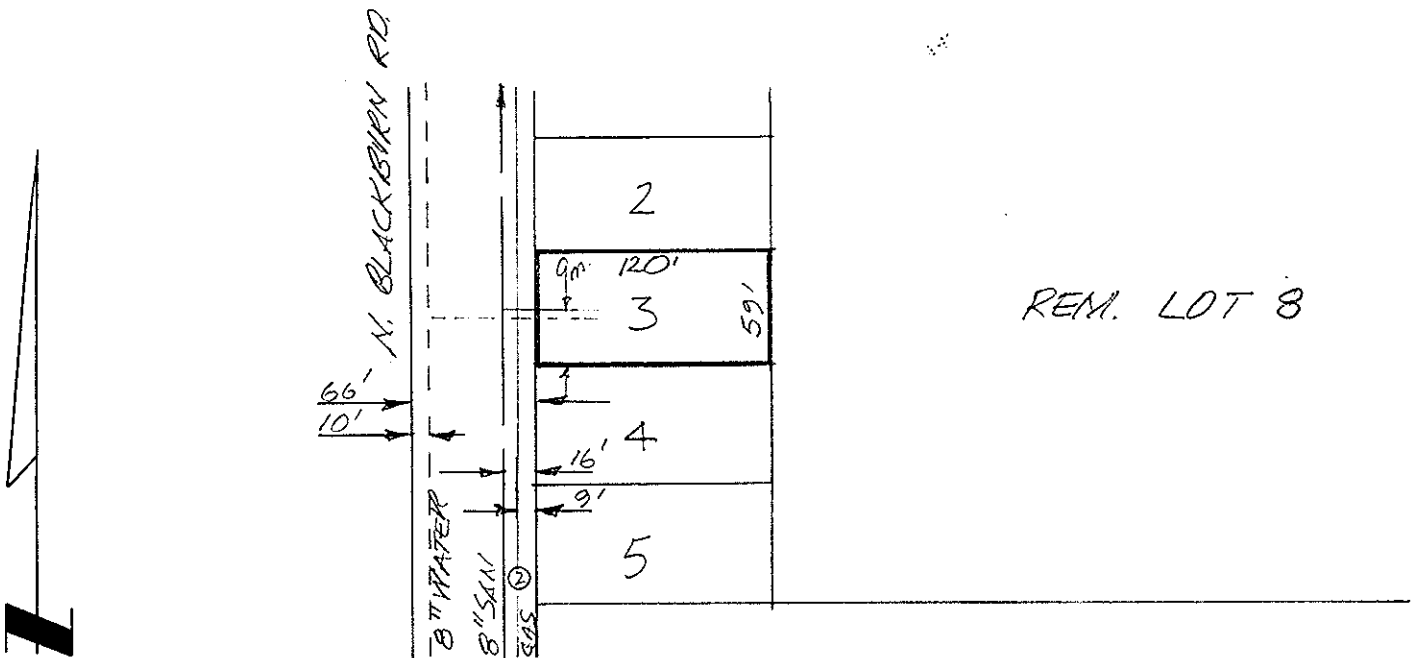 N. BLACKBURN RD.
2
9m. 120'
3
59'
REM. LOT 8
66'
10'
4
16'
9'
5
8" WATER
8" SAN
②
GAS
N